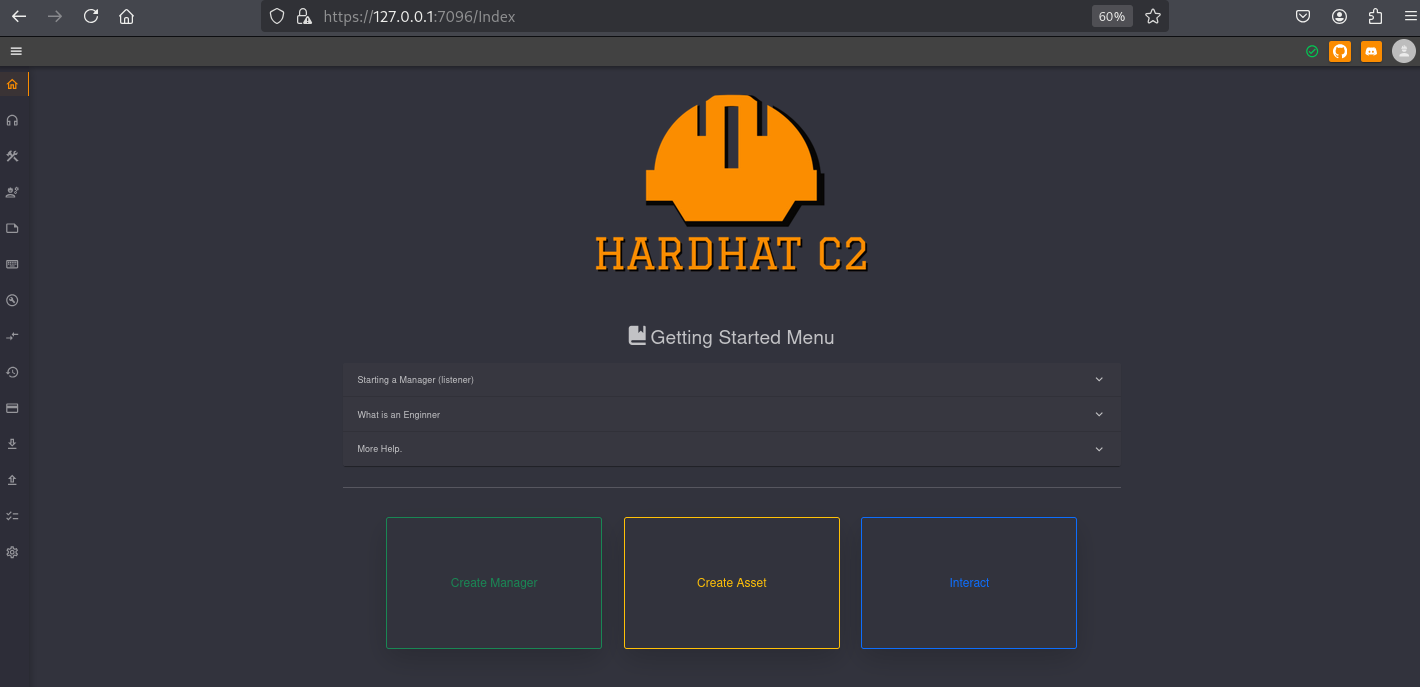 https://127.0.0.1:7096/Index
60%
HARDHAT C2
Getting Started Menu
Starting a Manager (listener)
What is an Enginner
More Help.
Create Manager
Create Asset
Interact